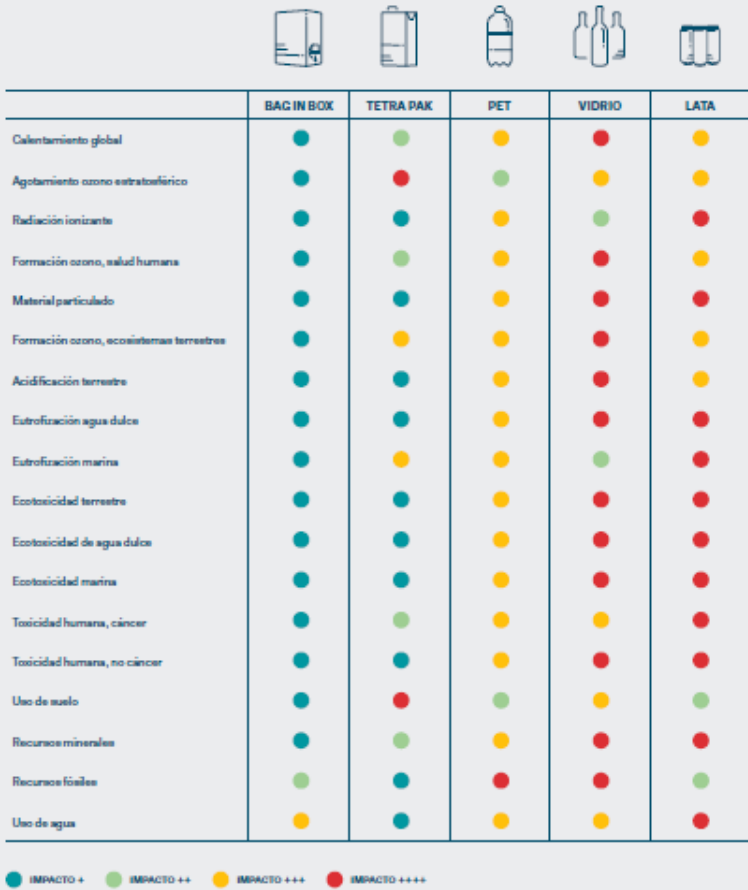 BAG IN BOX TETRA PAK PET VIDRIO LATA
Calentamiento global
Agotamiento ozono estratosférico
Radiación ionizante
Formación ozono, salud humana
Material particulado
Formación ozono, ecosistemas terrestres
Acidificación terrestre
Eutrofización agua dulce
Eutrofización marina
Ecotoxicidad terrestre
Ecotoxicidad de agua dulce
Ecotoxicidad marina
Toxicidad humana, cáncer
Toxicidad humana, no cáncer
Uso de suelo
Recursos minerales
Recursos fósiles
Uso de agua
IMPACTO + IMPACTO ++ IMPACTO +++ IMPACTO ++++